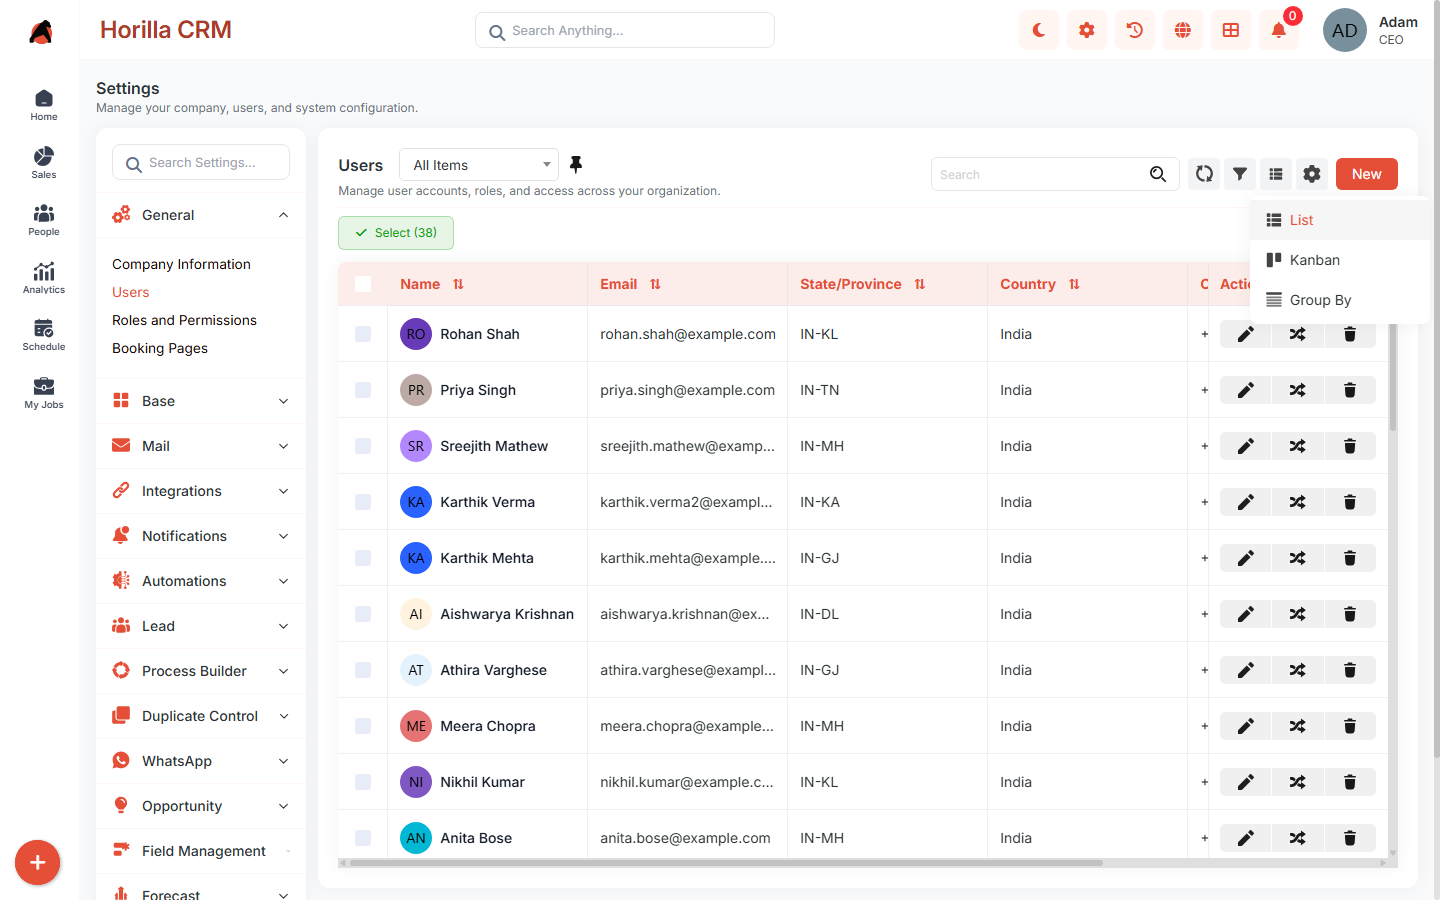 Horilla CRM
Search Anything...
0
AD
Adam
CEO
Home
Sales
People
Analytics
Schedule
My Jobs
Settings
Manage your company, users, and system configuration.
Search Settings...
General
Company Information
Users
Roles and Permissions
Booking Pages
Base
Mail
Integrations
Notifications
Automations
Lead
Process Builder
Duplicate Control
WhatsApp
Opportunity
Field Management
Forecast
Users
All Items
Manage user accounts, roles, and access across your organization.
Search
New
Select (38)
List
Kanban
Group By
Name Email State/Province Country C Actic
RO Rohan Shah rohan.shah@example.com IN-KL India +
PR Priya Singh priya.singh@example.com IN-TN India +
SR Sreejith Mathew sreejith.mathew@examp... IN-MH India +
KA Karthik Verma karthik.verma2@exampl... IN-KA India +
KA Karthik Mehta karthik.mehta@example.... IN-GJ India +
AI Aishwarya Krishnan aishwarya.krishnan@ex... IN-DL India +
AT Athira Varghese athira.varghese@exampl... IN-GJ India +
ME Meera Chopra meera.chopra@example... IN-MH India +
NI Nikhil Kumar nikhil.kumar@example.c... IN-KL India +
AN Anita Bose anita.bose@example.com IN-MH India +